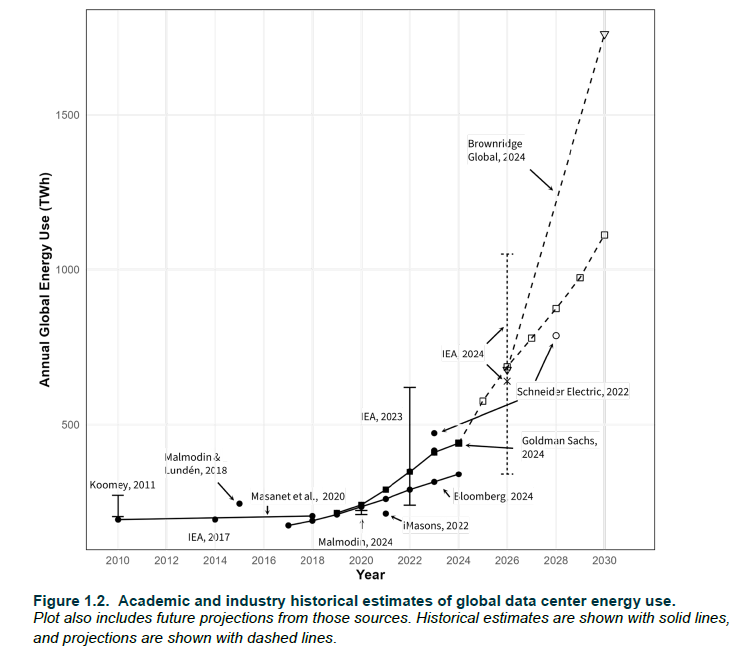 1500
1000
500
Annual Global Energy Use (TWh)
Brownridge
Global, 2024
IEA, 2024
Schneider Electric, 2022
IEA, 2023
Goldman Sachs,
2024
Malmodin &
Lundén, 2018
Koomey, 2011
Masanet et al., 2020
Bloomberg, 2024
iMasons, 2022
IEA, 2017
Malmodin, 2024
2010 2012 2014 2016 2018 2020 2022 2024 2026 2028 2030
Year
Figure 1.2. Academic and industry historical estimates of global data center energy use.
Plot also includes future projections from those sources. Historical estimates are shown with solid lines,
and projections are shown with dashed lines.